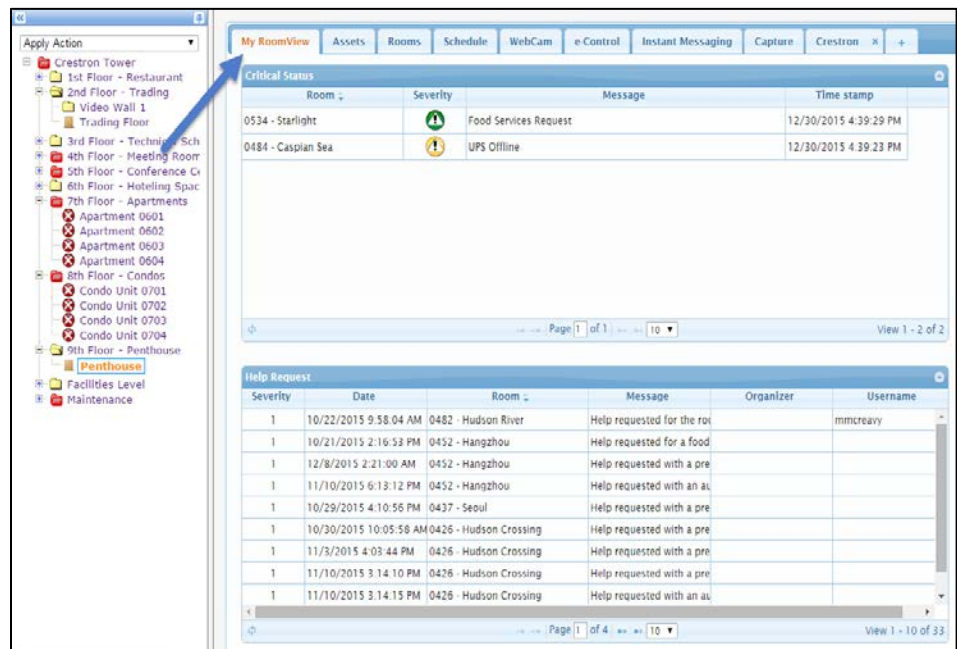 Apply Action
Crestron Tower
1st Floor - Restaurant
2nd Floor - Trading
Video Wall 1
Trading Floor
3rd Floor - Technical Sch
4th Floor - Meeting Room
5th Floor - Conference Ce
6th Floor - Hoteling Spac
7th Floor - Apartments
Apartment 0601
Apartment 0602
Apartment 0603
Apartment 0604
8th Floor - Condos
Condo Unit 0701
Condo Unit 0702
Condo Unit 0703
Condo Unit 0704
9th Floor - Penthouse
Penthouse
Facilities Level
Maintenance
My RoomView Assets Rooms Schedule WebCam e-Control Instant Messaging Capture Crestron × +
Critical Status
Room Severity Message Time stamp
0534 - Starlight Food Services Request 12/30/2015 4:39:29 PM
0484 - Caspian Sea UPS Offline 12/30/2015 4:39:23 PM
Page 1 of 1 10 View 1 - 2 of 2
Help Request
Severity Date Room Message Organizer Username
1 10/22/2015 9:58:04 AM 0482 - Hudson River Help requested for the roo mmcreavy
1 10/21/2015 2:16:53 PM 0452 - Hangzhou Help requested for a food
1 12/8/2015 2:21:00 AM 0452 - Hangzhou Help requested with a pre
1 11/10/2015 6:13:12 PM 0452 - Hangzhou Help requested with an au
1 10/29/2015 4:10:56 PM 0437 - Seoul Help requested with a pre
1 10/30/2015 10:05:58 AM 0426 - Hudson Crossing Help requested with a pre
1 11/3/2015 4:03:44 PM 0426 - Hudson Crossing Help requested with a pre
1 11/10/2015 3:14:10 PM 0426 - Hudson Crossing Help requested with a pre
1 11/10/2015 3:14:15 PM 0426 - Hudson Crossing Help requested with an au
Page 1 of 4 10 View 1 - 10 of 33